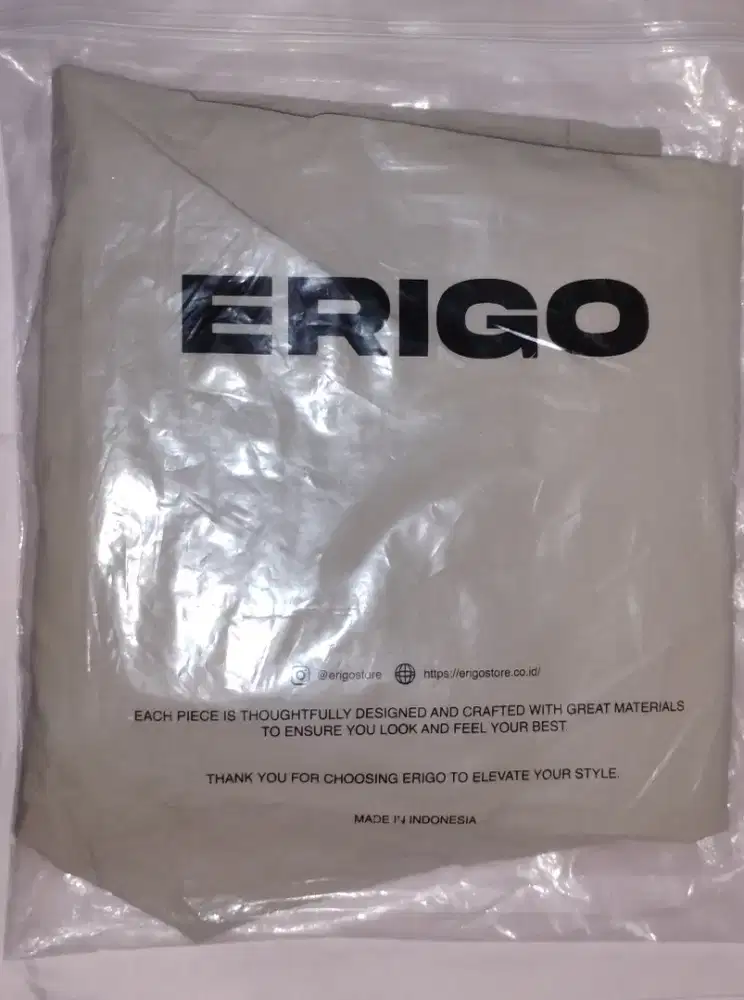 ERIGO
@erigostore https://erigostore.co.id/
EACH PIECE IS THOUGHTFULLY DESIGNED AND CRAFTED WITH GREAT MATERIALS
TO ENSURE YOU LOOK AND FEEL YOUR BEST
THANK YOU FOR CHOOSING ERIGO TO ELEVATE YOUR STYLE.
MADE IN INDONESIA